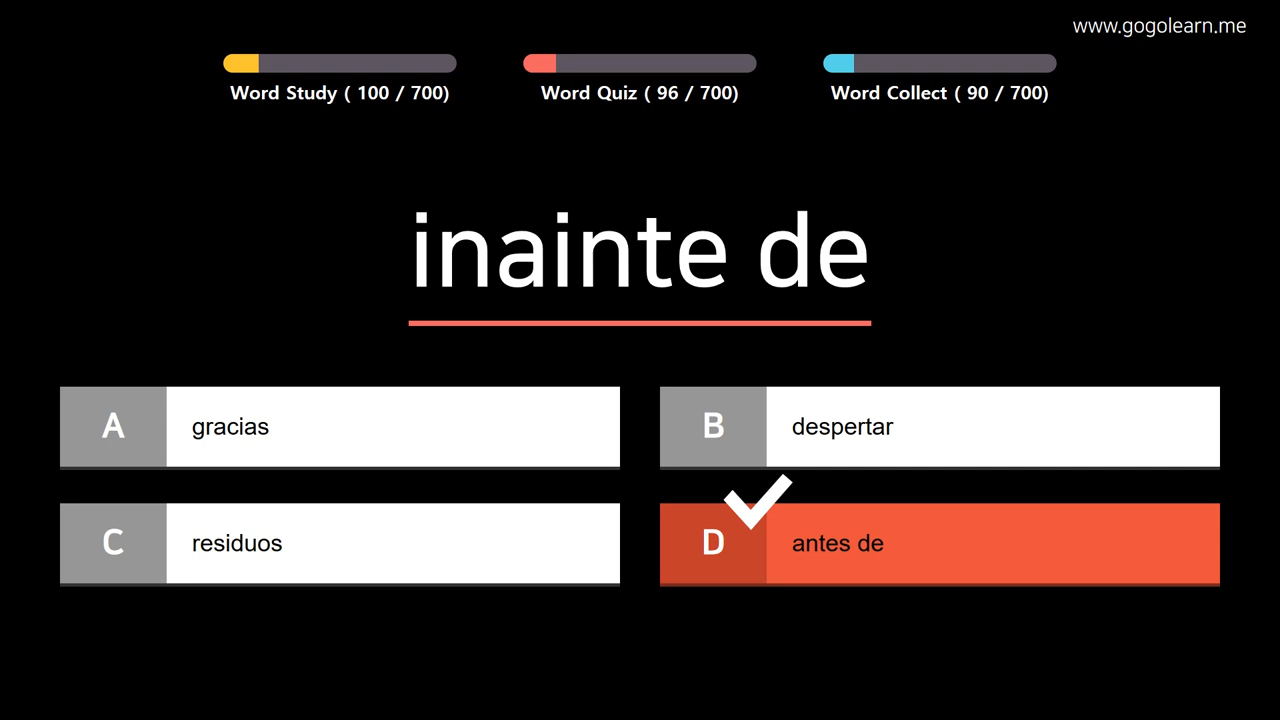 www.gogolearn.me
Word Study ( 100 / 700)
Word Quiz ( 96 / 700)
Word Collect ( 90 / 700)
inainte de
A gracias
B despertar
C residuos
D antes de